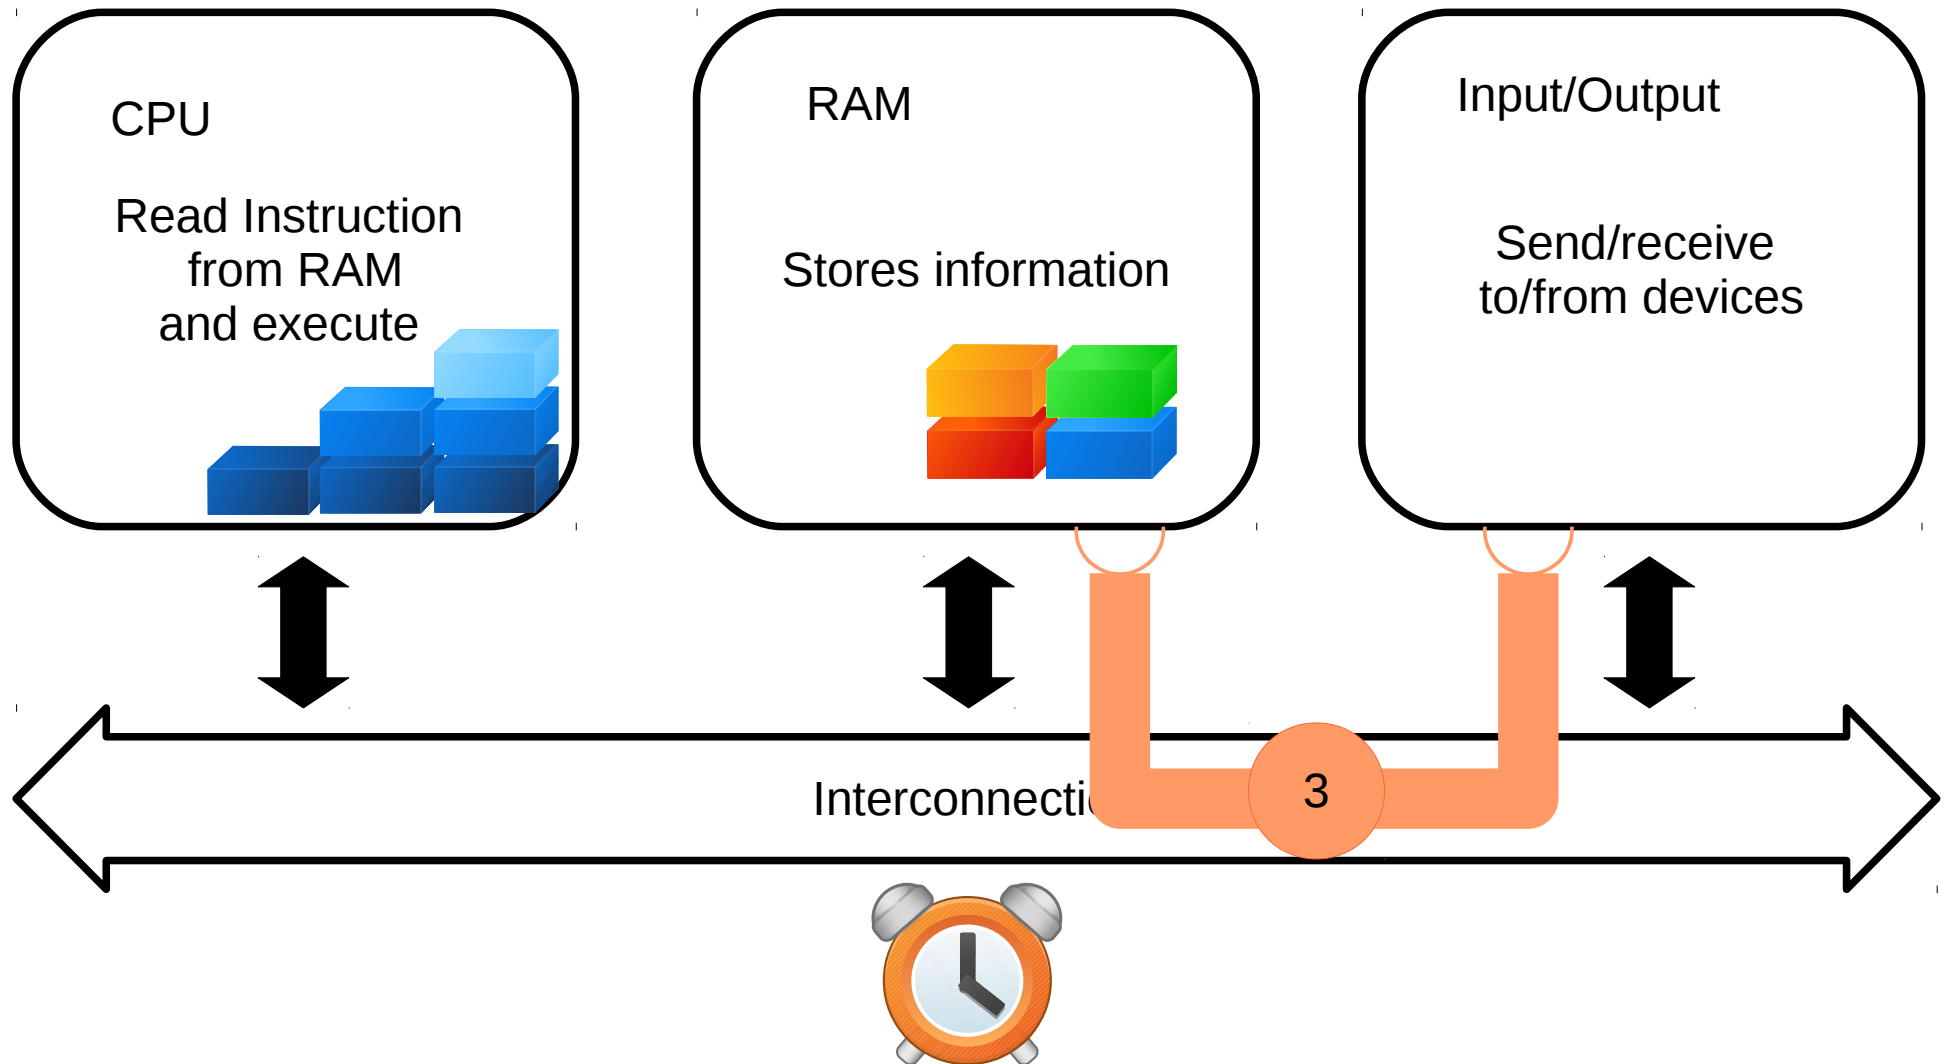 CPU
Read Instruction
from RAM
and execute
RAM
Stores information
Input/Output
Send/receive
to/from devices
3